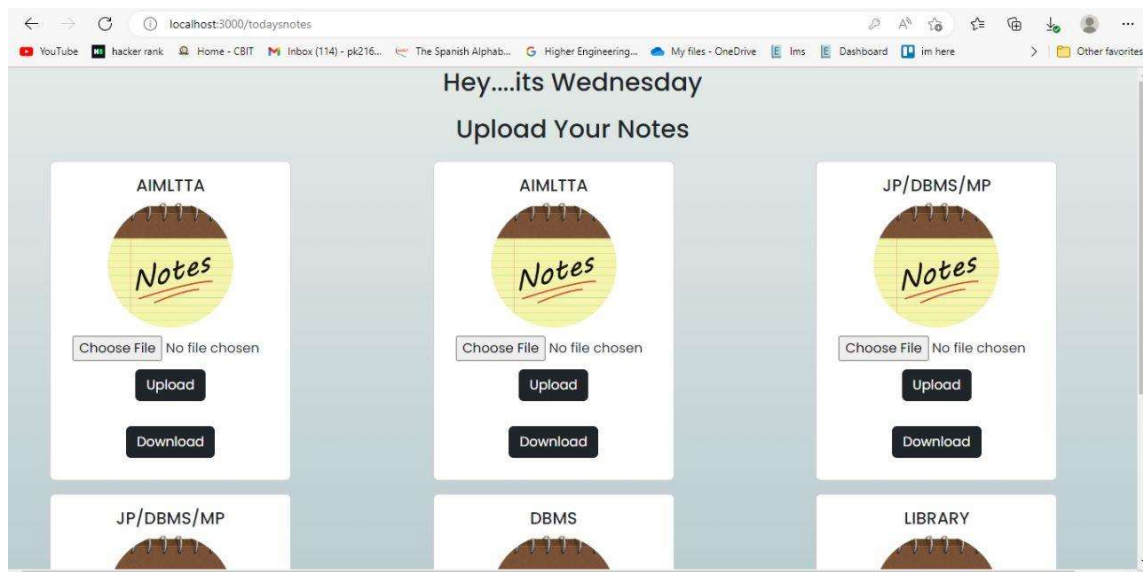 localhost:3000/todaysnotes
YouTube hacker rank Home - CBIT Inbox (114) - pk216... The Spanish Alphab... Higher Engineering... My files - OneDrive lms Dashboard im here Other favorites
Hey....its Wednesday
Upload Your Notes
AIMLTTA AIMLTTA JP/DBMS/MP
Notes Notes Notes
Choose File No file chosen Choose File No file chosen Choose File No file chosen
Upload Upload Upload
Download Download Download
JP/DBMS/MP DBMS LIBRARY